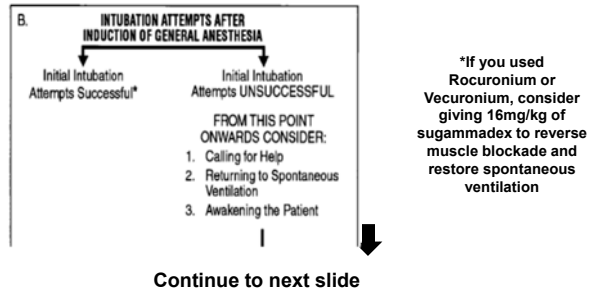 B. INTUBATION ATTEMPTS AFTER
INDUCTION OF GENERAL ANESTHESIA
Initial Intubation
Attempts Successful*
Initial Intubation
Attempts UNSUCCESSFUL
FROM THIS POINT
ONWARDS CONSIDER:
1. Calling for Help
2. Returning to Spontaneous
Ventilation
3. Awakening the Patient
*If you used
Rocuronium or
Vecuronium, consider
giving 16mg/kg of
sugammadex to reverse
muscle blockade and
restore spontaneous
ventilation
Continue to next slide